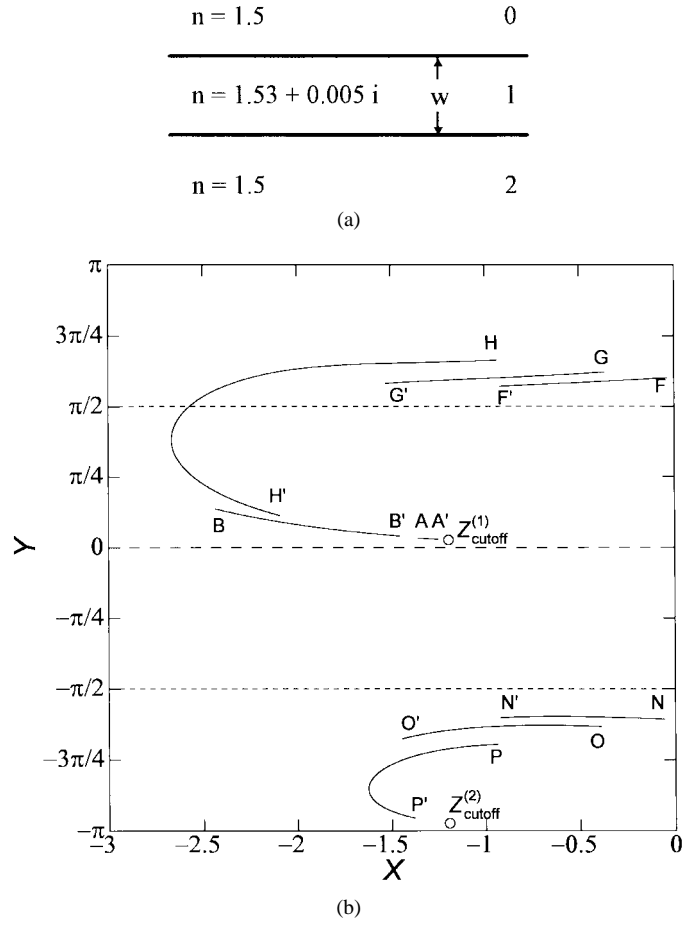 n = 1.5 0
n = 1.53 + 0.005 i w 1
n = 1.5 2
(a)
π
3π/4
π/2
π/4
0
−π/4
−π/2
−3π/4
−π
Y
H
G
G' F' F
H'
B B' A A' Z(1)cutoff
N' N
O' O
P
P' Z(2)cutoff
−3 −2.5 −2 −1.5 −1 −0.5 0
X
(b)